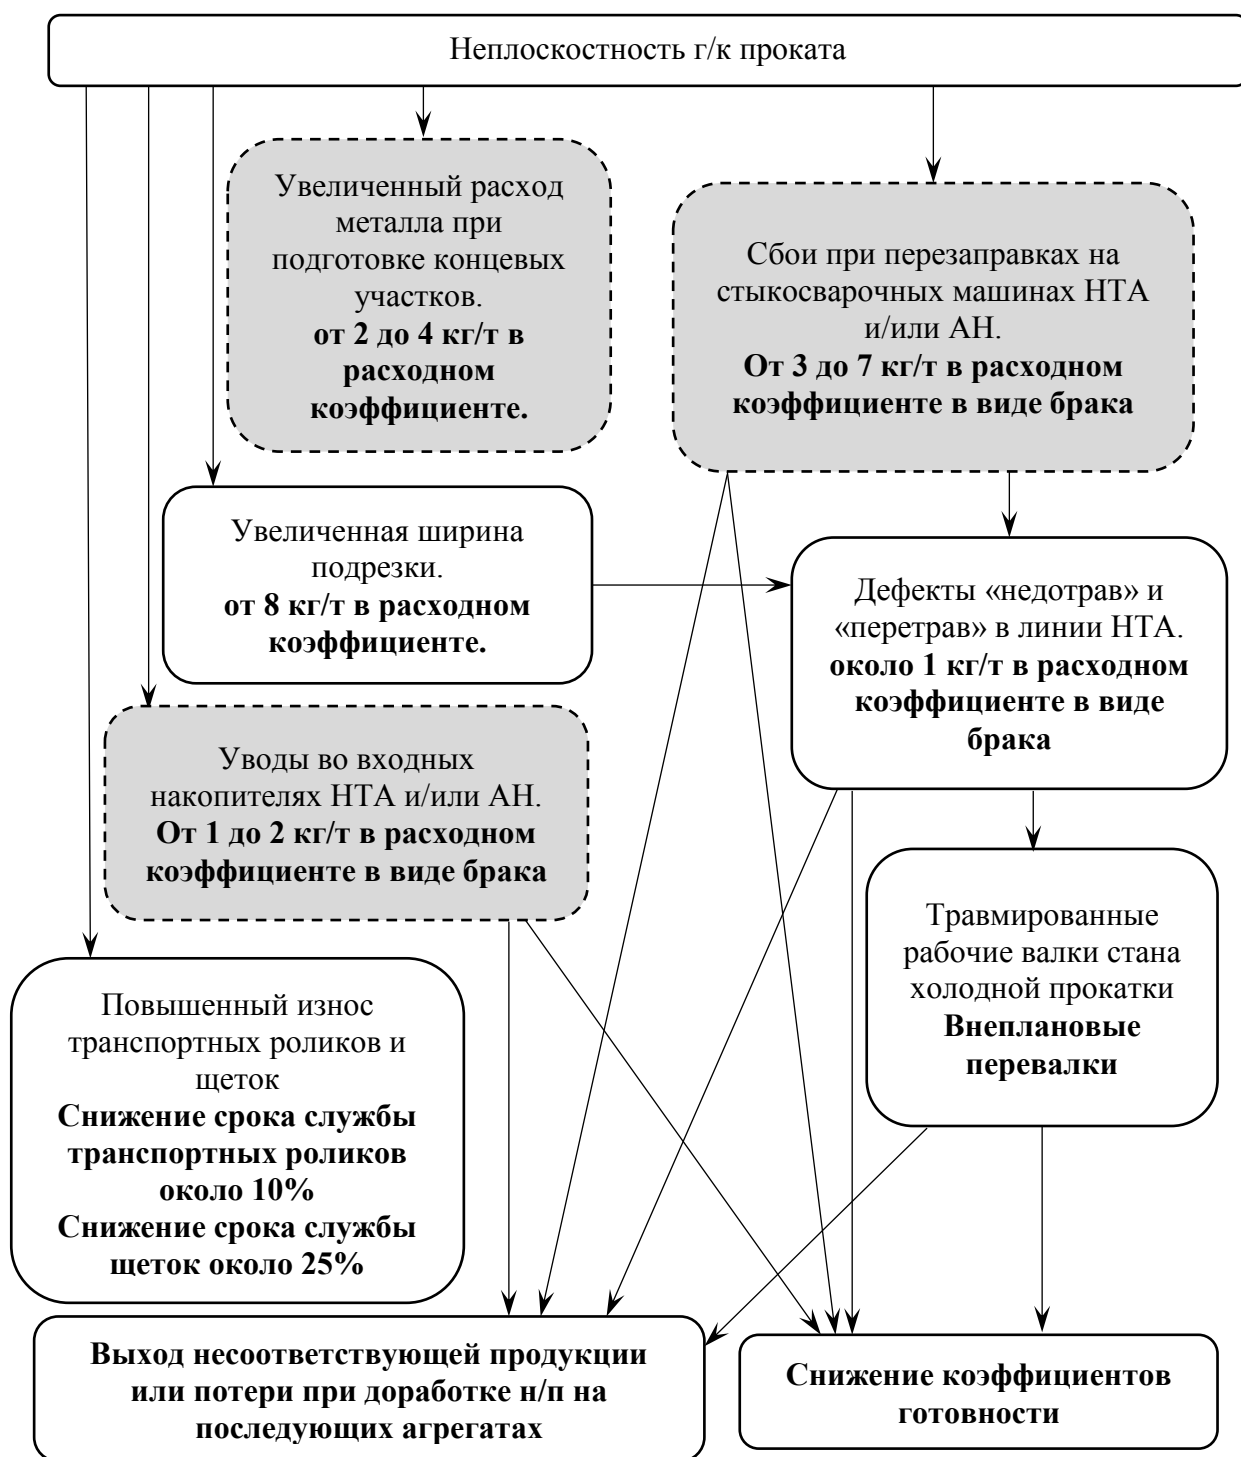 Неплоскостность г/к проката
Увеличенный расход
металла при
подготовке концевых
участков.
от 2 до 4 кг/т в
расходном
коэффициенте.
Сбои при перезаправках на
стыкосварочных машинах НТА
и/или АН.
От 3 до 7 кг/т в расходном
коэффициенте в виде брака
Увеличенная ширина
подрезки.
от 8 кг/т в расходном
коэффициенте.
Дефекты «недотрав» и
«перетрав» в линии НТА.
около 1 кг/т в расходном
коэффициенте в виде
брака
Уводы во входных
накопителях НТА и/или АН.
От 1 до 2 кг/т в расходном
коэффициенте в виде брака
Травмированные
рабочие валки стана
холодной прокатки
Внеплановые
перевалки
Повышенный износ
транспортных роликов и
щеток
Снижение срока службы
транспортных роликов
около 10%
Снижение срока службы
щеток около 25%
Выход несоответствующей продукции
или потери при доработке н/п на
последующих агрегатах
Снижение коэффициентов
готовности